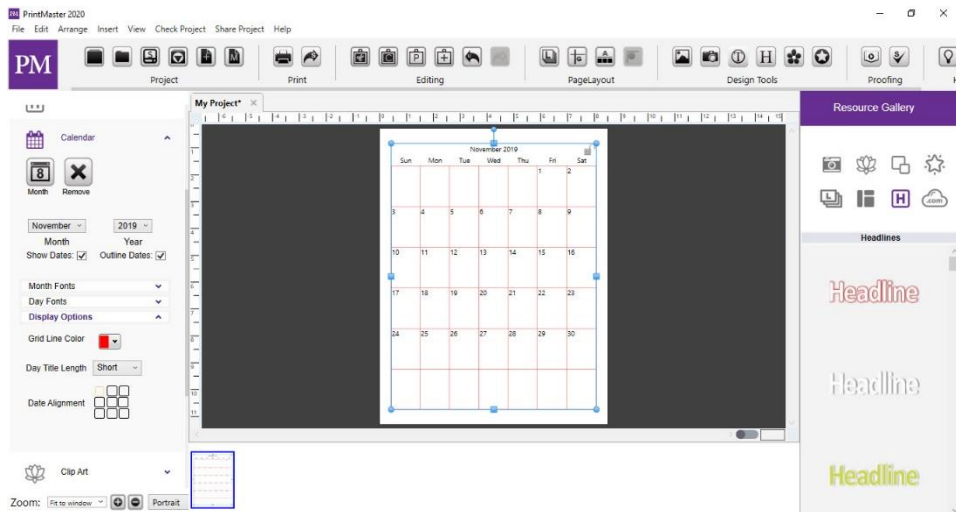 PM PrintMaster 2020
File Edit Arrange Insert View Check Project Share Project Help
PM
Project Print Editing PageLayout Design Tools Proofing
My Project*
Resource Gallery
Calendar
8
Month Remove
November 2019
Month Year
Show Dates: Outline Dates:
Month Fonts
Day Fonts
Display Options
Grid Line Color
Day Title Length Short
Date Alignment
Clip Art
Zoom: Fit to window Portrait
November 2019
Sun Mon Tue Wed Thu Fri Sat
1 2
3 4 5 6 7 8 9
10 11 12 13 14 15 16
17 18 19 20 21 22 23
24 25 26 27 28 29 30
H
.com
Headlines
Headline
Headline
Headline